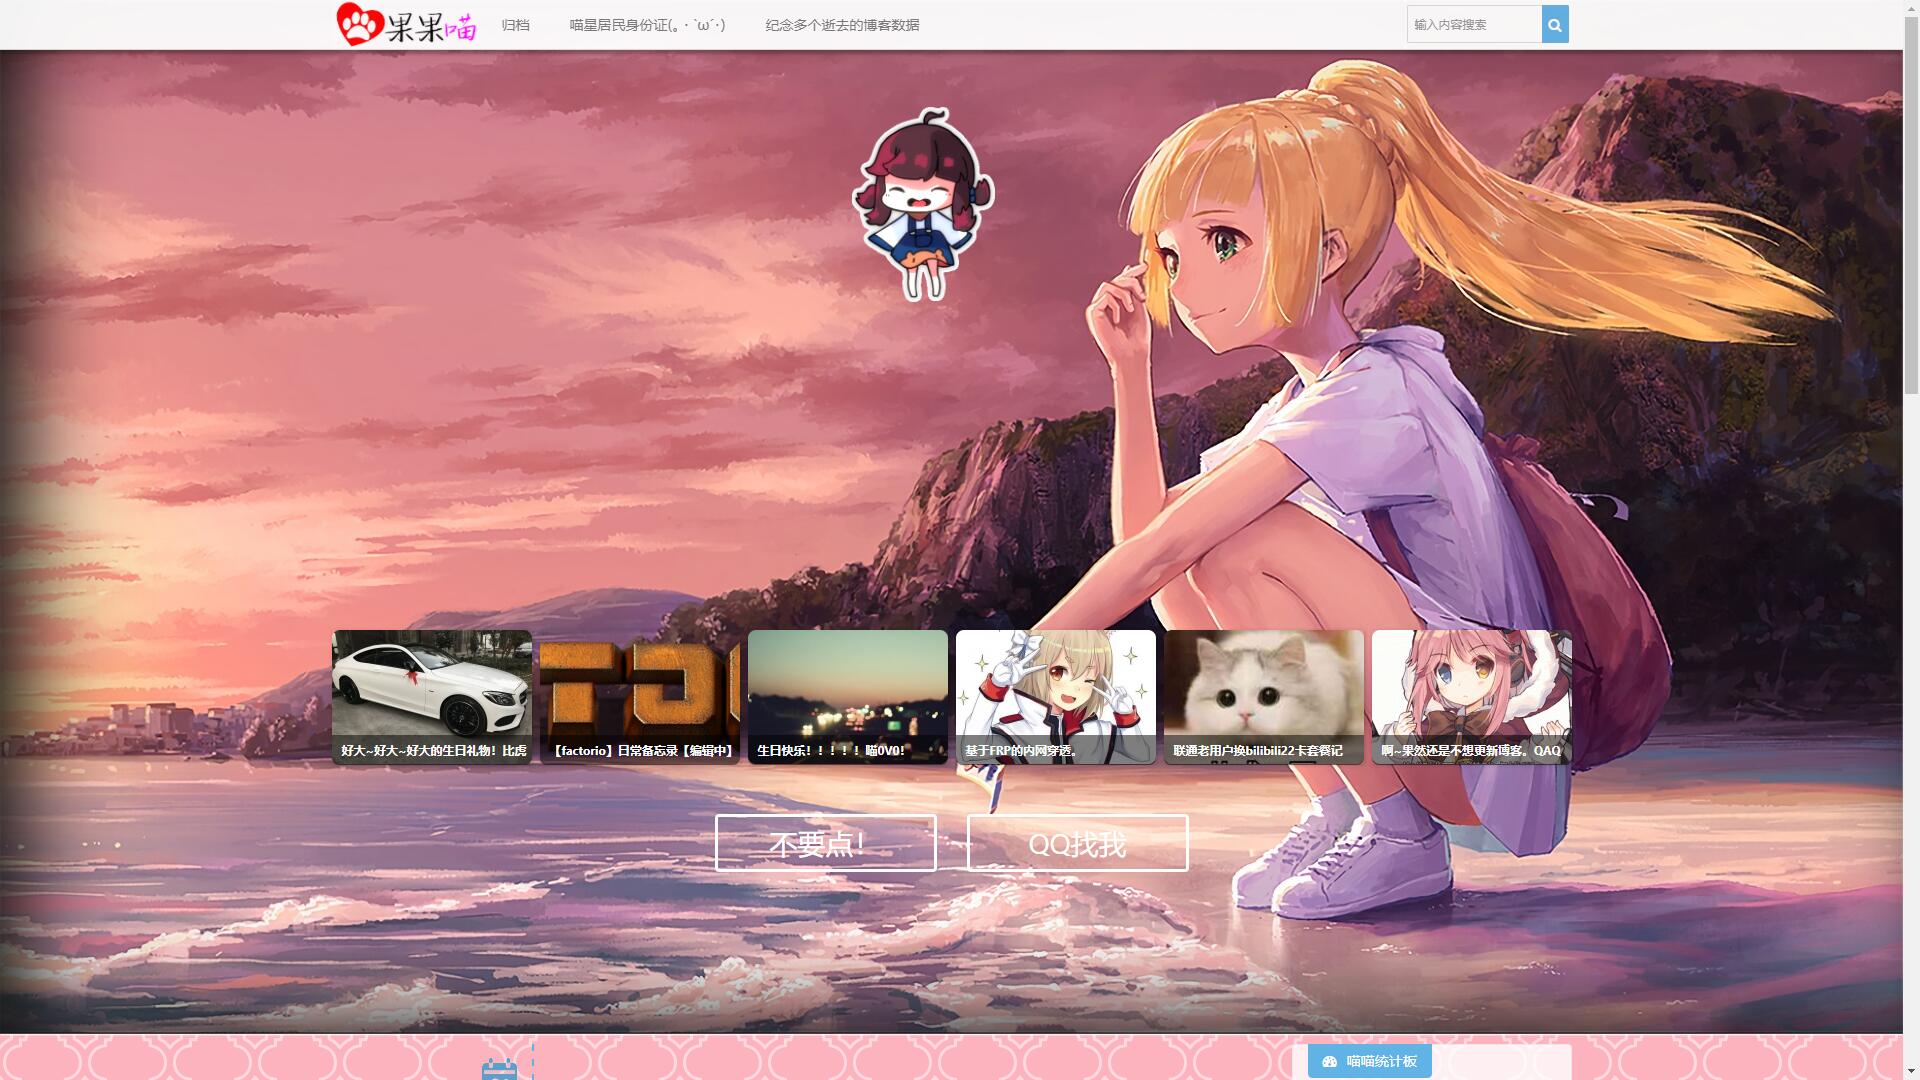 果果喵
归档
喵星居民身份证(。· `ω´·)
纪念多个逝去的博客数据
输入内容搜索
好大~好大~好大的生日礼物！比虎
【factorio】日常备忘录【编辑中】
生日快乐！！！！！喵0V0!
基于FRP的内网穿透。
联通老用户换bilibili22卡套餐记
啊~果然还是不想更新博客。QAQ
不要点！
QQ找我
喵喵统计板